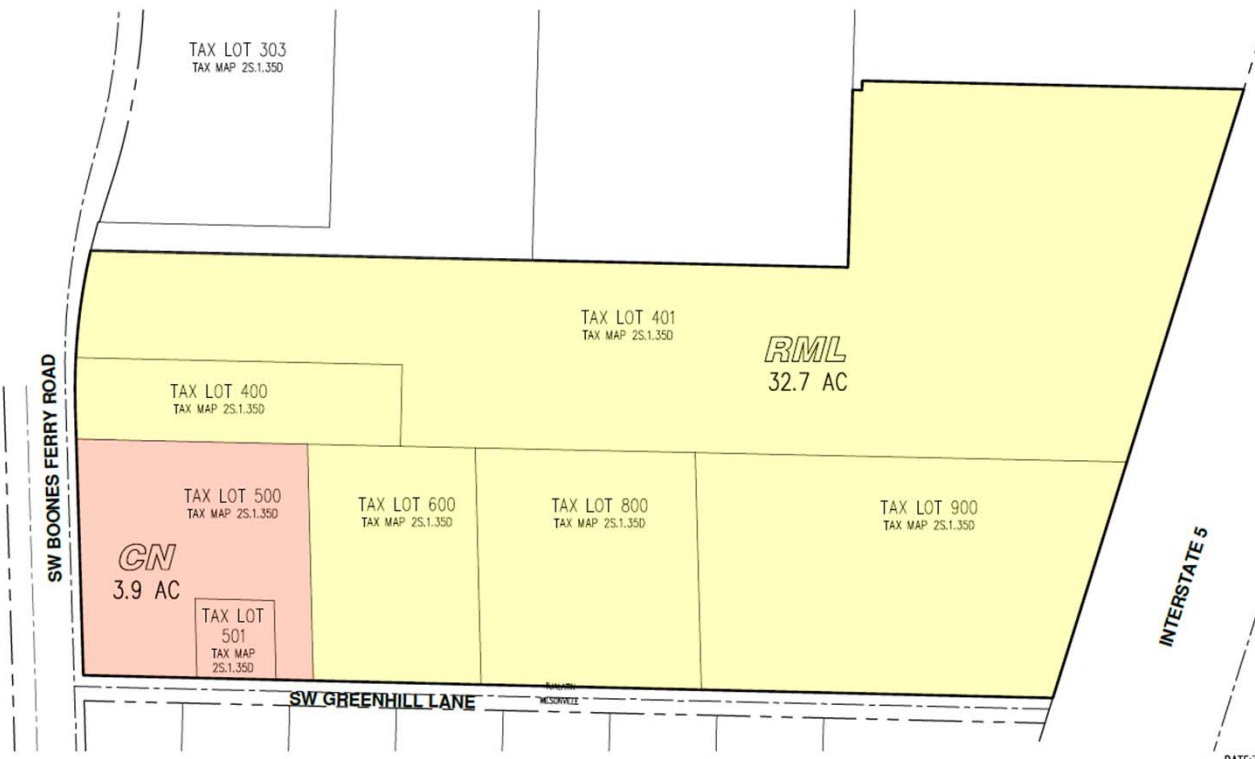 TAX LOT 303
TAX MAP 2S.1.35D
TAX LOT 401
TAX MAP 2S.1.35D
RML
32.7 AC
TAX LOT 400
TAX MAP 2S.1.35D
SW BOONES FERRY ROAD
TAX LOT 500
TAX MAP 2S.1.35D
CN
3.9 AC
TAX LOT
501
TAX MAP
2S.1.35D
TAX LOT 600
TAX MAP 2S.1.35D
TAX LOT 800
TAX MAP 2S.1.35D
TAX LOT 900
TAX MAP 2S.1.35D
INTERSTATE 5
SW GREENHILL LANE
TUALATIN
WILSONVILLE